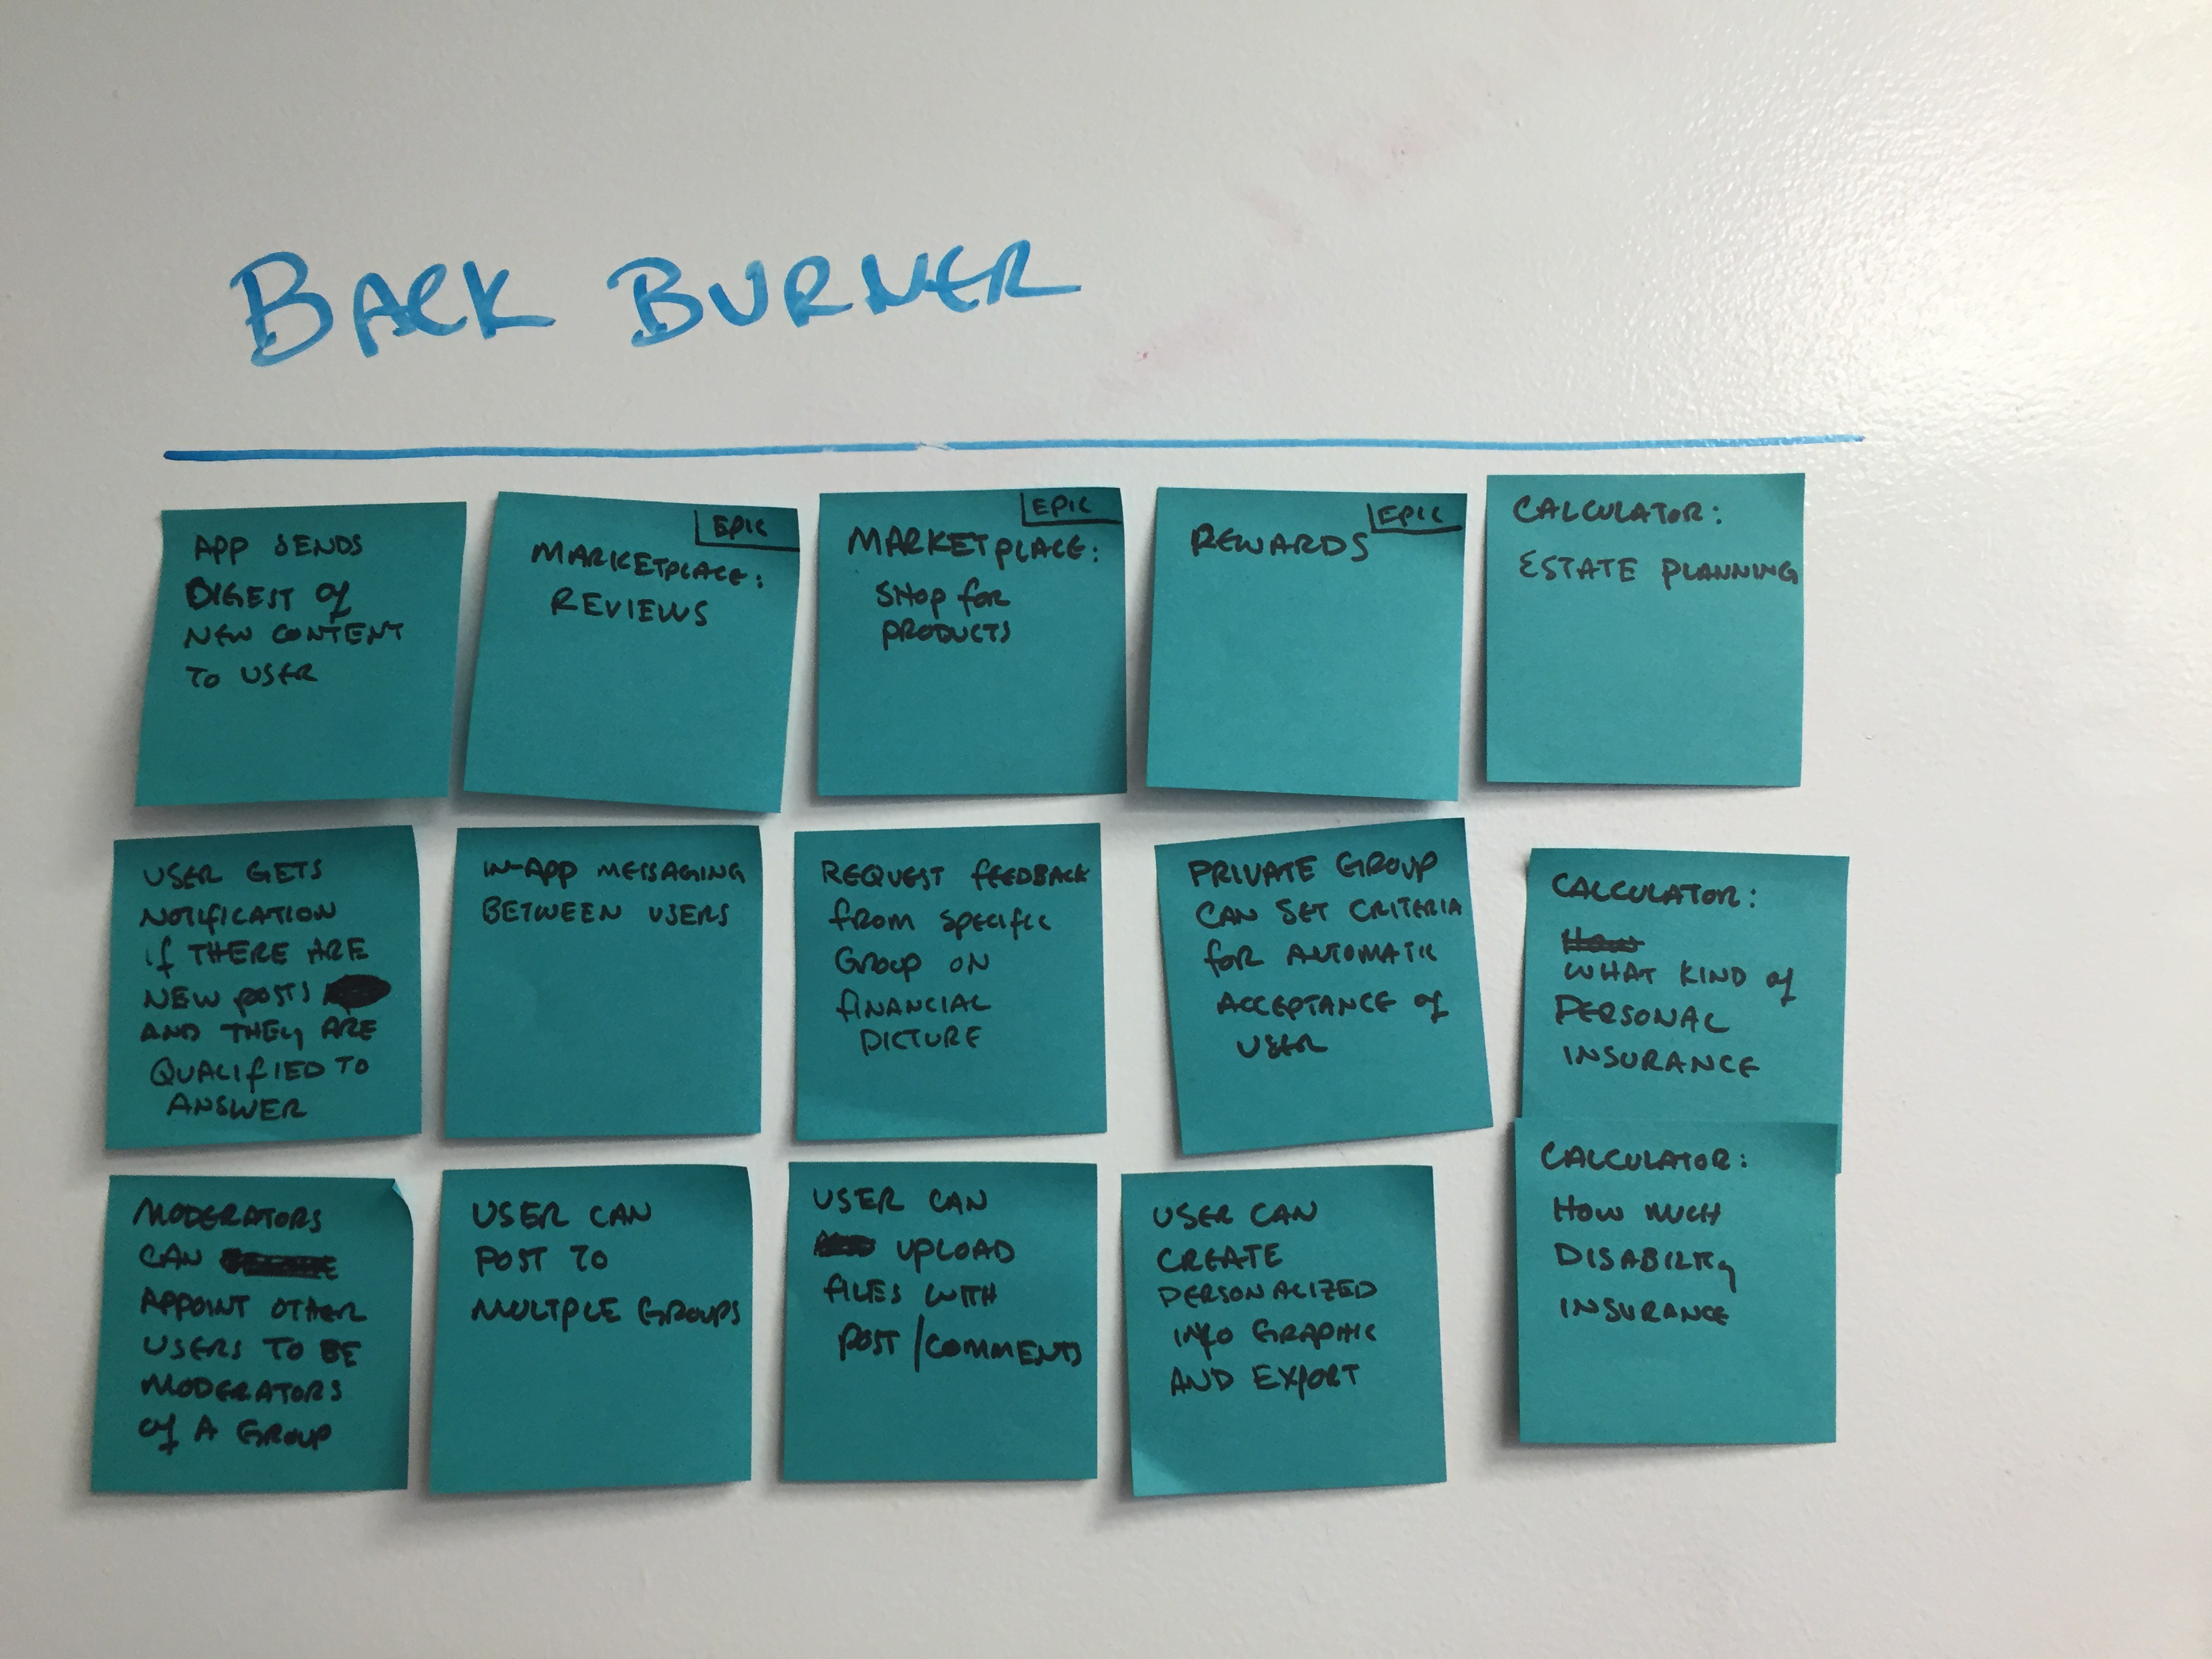 BACK BURNER
APP SENDS
DIGEST OF
NEW CONTENT
TO USER
EPIC
MARKETPLACE:
REVIEWS
EPIC
MARKETPLACE:
SHOP FOR
PRODUCTS
EPIC
REWARDS
CALCULATOR:
ESTATE PLANNING
USER GETS
NOTIFICATION
IF THERE ARE
NEW POSTS
AND THEY ARE
QUALIFIED TO
ANSWER
IN-APP MESSAGING
BETWEEN USERS
REQUEST FEEDBACK
FROM SPECIFIC
GROUP ON
FINANCIAL
PICTURE
PRIVATE GROUP
CAN SET CRITERIA
FOR AUTOMATIC
ACCEPTANCE OF
USER
CALCULATOR:
How
WHAT KIND OF
PERSONAL
INSURANCE
MODERATORS
CAN
APPOINT OTHER
USERS TO BE
MODERATORS
OF A GROUP
USER CAN
POST TO
MULTIPLE GROUPS
USER CAN
UPLOAD
FILES WITH
POST/COMMENTS
USER CAN
CREATE
PERSONALIZED
INFO GRAPHIC
AND EXPORT
CALCULATOR:
HOW MUCH
DISABILITY
INSURANCE